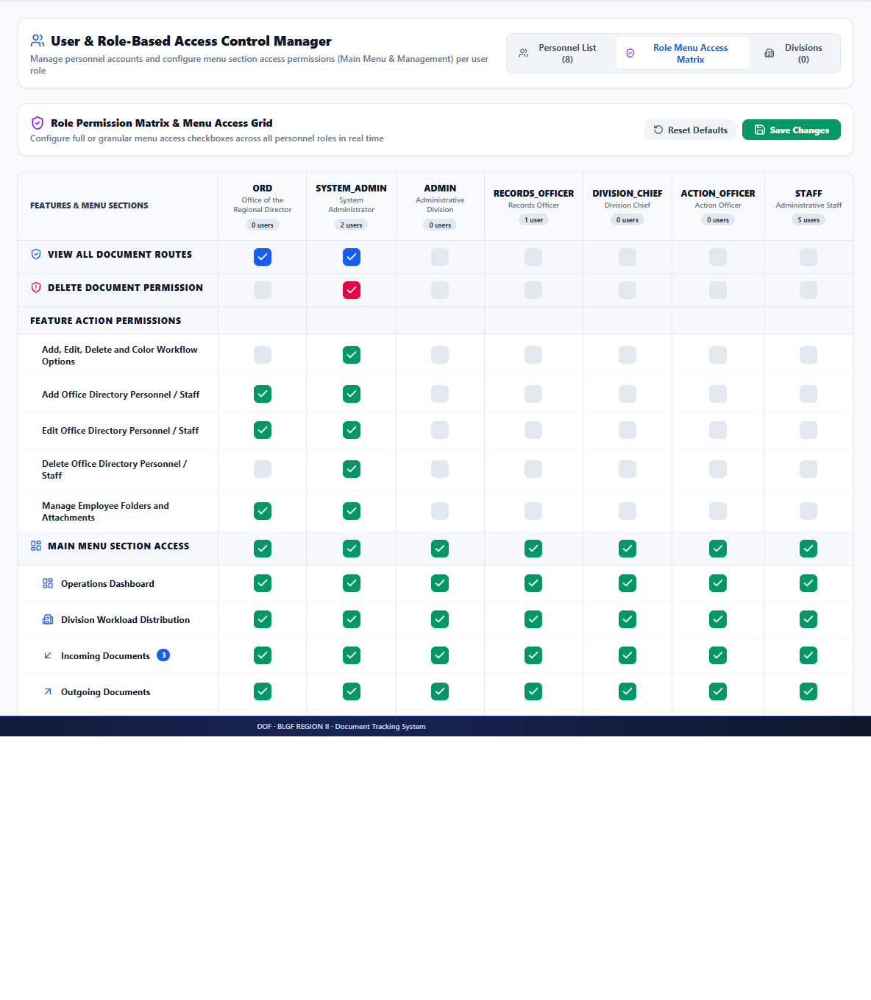 User & Role-Based Access Control Manager
Manage personnel accounts and configure menu section access permissions (Main Menu & Management) per user
role
Personnel List
(8)
Role Menu Access
Matrix
Divisions
(0)
Role Permission Matrix & Menu Access Grid
Configure full or granular menu access checkboxes across all personnel roles in real time
Reset Defaults
Save Changes
FEATURES & MENU SECTIONS
ORD
Office of the
Regional Director
0 users
SYSTEM_ADMIN
System
Administrator
2 users
ADMIN
Administrative
Division
0 users
RECORDS_OFFICER
Records Officer
1 user
DIVISION_CHIEF
Division Chief
0 users
ACTION_OFFICER
Action Officer
0 users
STAFF
Administrative Staff
5 users
VIEW ALL DOCUMENT ROUTES
DELETE DOCUMENT PERMISSION
FEATURE ACTION PERMISSIONS
Add, Edit, Delete and Color Workflow
Options
Add Office Directory Personnel / Staff
Edit Office Directory Personnel / Staff
Delete Office Directory Personnel /
Staff
Manage Employee Folders and
Attachments
MAIN MENU SECTION ACCESS
Operations Dashboard
Division Workload Distribution
Incoming Documents 3
Outgoing Documents
DOF · BLGF REGION II · Document Tracking System